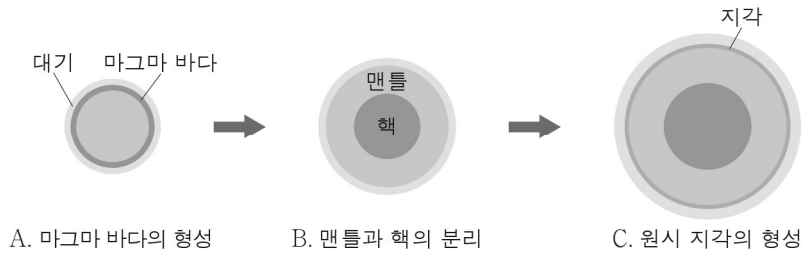 지각
대기 마그마 바다
맨틀
핵
A. 마그마 바다의 형성 B. 맨틀과 핵의 분리 C. 원시 지각의 형성